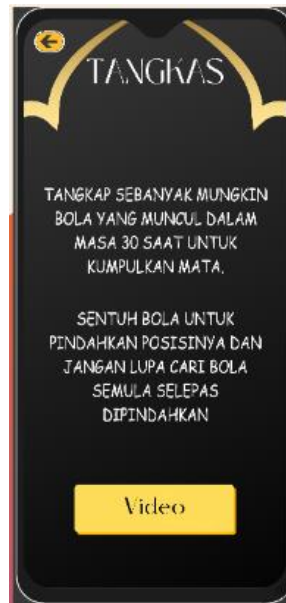 TANGKAS
TANGKAP SEBANYAK MUNGKIN
BOLA YANG MUNCUL DALAM
MASA 30 SAAT UNTUK
KUMPULKAN MATA.
SENTUH BOLA UNTUK
PINDAHKAN POSISINYA DAN
JANGAN LUPA CARI BOLA
SEMULA SELEPAS
DIPINDAHKAN
Video